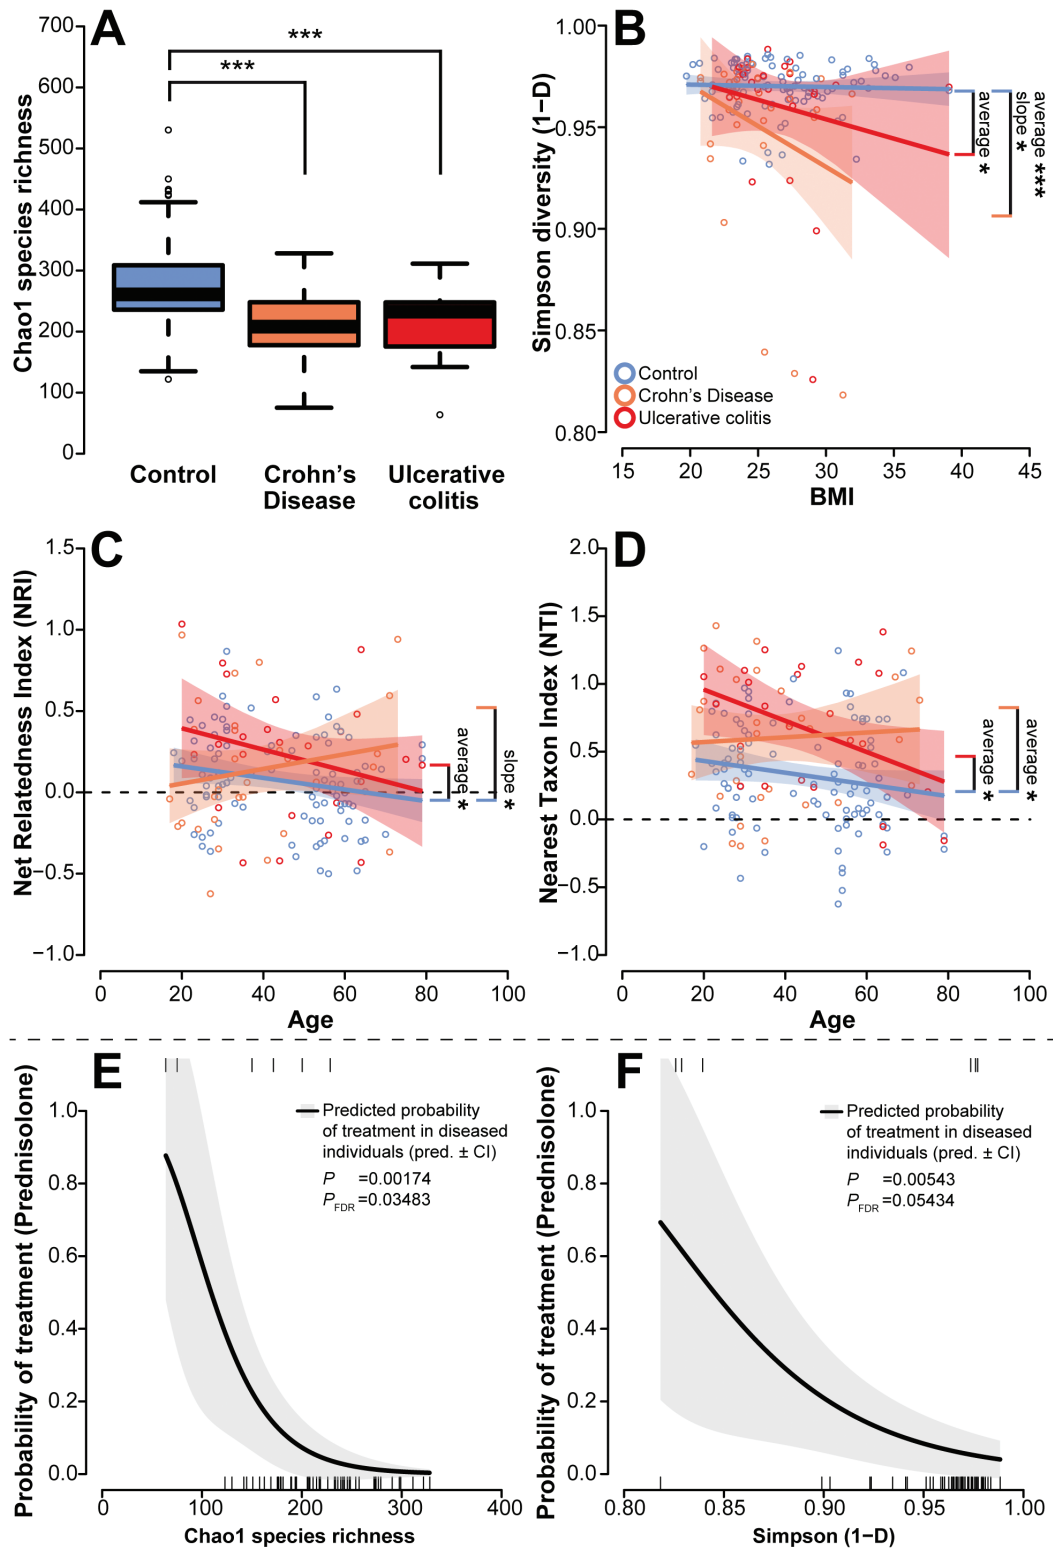 A
700
600
500
400
300
200
100
0
Chao1 species richness
***
***
Control
Crohn's
Disease
Ulcerative
colitis
B
1.00
0.95
0.90
0.85
0.80
Simpson diversity (1−D)
Control
Crohn's Disease
Ulcerative colitis
average *
slope *
average ***
15 20 25 30 35 40 45
BMI
C
1.5
1.0
0.5
0.0
−0.5
−1.0
Net Relatedness Index (NRI)
average *
slope *
0 20 40 60 80 100
Age
D
2.0
1.5
1.0
0.5
0.0
−0.5
−1.0
Nearest Taxon Index (NTI)
average *
average *
0 20 40 60 80 100
Age
E
1.0
0.8
0.6
0.4
0.2
0.0
Probability of treatment (Prednisolone)
Predicted probability
of treatment in diseased
individuals (pred. ± CI)
P =0.00174
PFDR =0.03483
0 100 200 300 400
Chao1 species richness
F
1.0
0.8
0.6
0.4
0.2
0.0
Probability of treatment (Prednisolone)
Predicted probability
of treatment in diseased
individuals (pred. ± CI)
P =0.00543
PFDR =0.05434
0.80 0.85 0.90 0.95 1.00
Simpson (1−D)